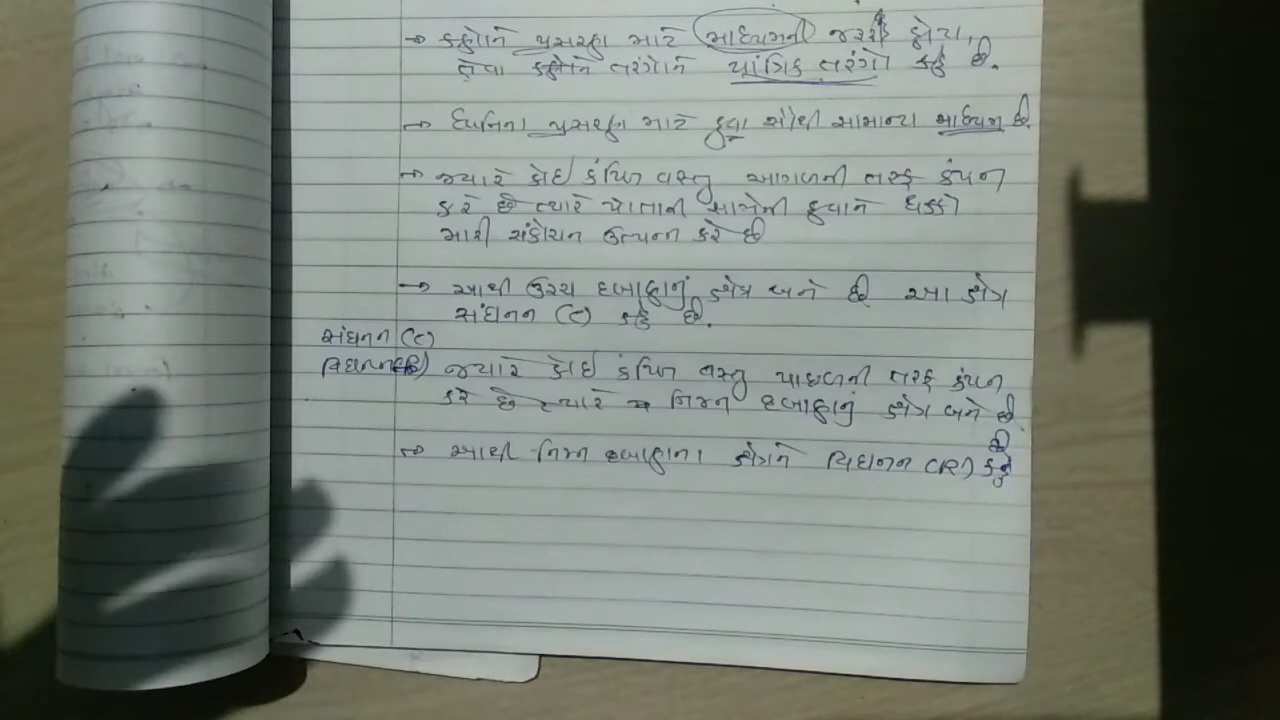 → કણોને પ્રસરણ માટે માધ્યમની જરૂરી હોય,
તેવા કણોને તરંગોને યાંત્રિક તરંગો કહે છે.
→ ધ્વનિના પ્રસરણ માટે હવા સૌથી સામાન્ય માધ્યમ છે.
→ જ્યારે કોઈ કંપિત વસ્તુ આગળની તરફ કંપન
કરે છે ત્યારે પોતાની સામેની હવાને ધક્કો
મારી સંકોચન ઉત્પન્ન કરે છે
→ આથી ઉચ્ચ દબાણનું ક્ષેત્ર બને છે આ ક્ષેત્ર
સંઘનન (C) કહે છે.
સંઘનન (C)
વિઘનન(R) જ્યારે કોઈ કંપિત વસ્તુ પાછળની તરફ કંપન
કરે છે ત્યારે નિમ્ન દબાણનું ક્ષેત્ર બને છે
→ આથી નિમ્ન દબાણના ક્ષેત્રને વિઘનન (R) કહે
છે